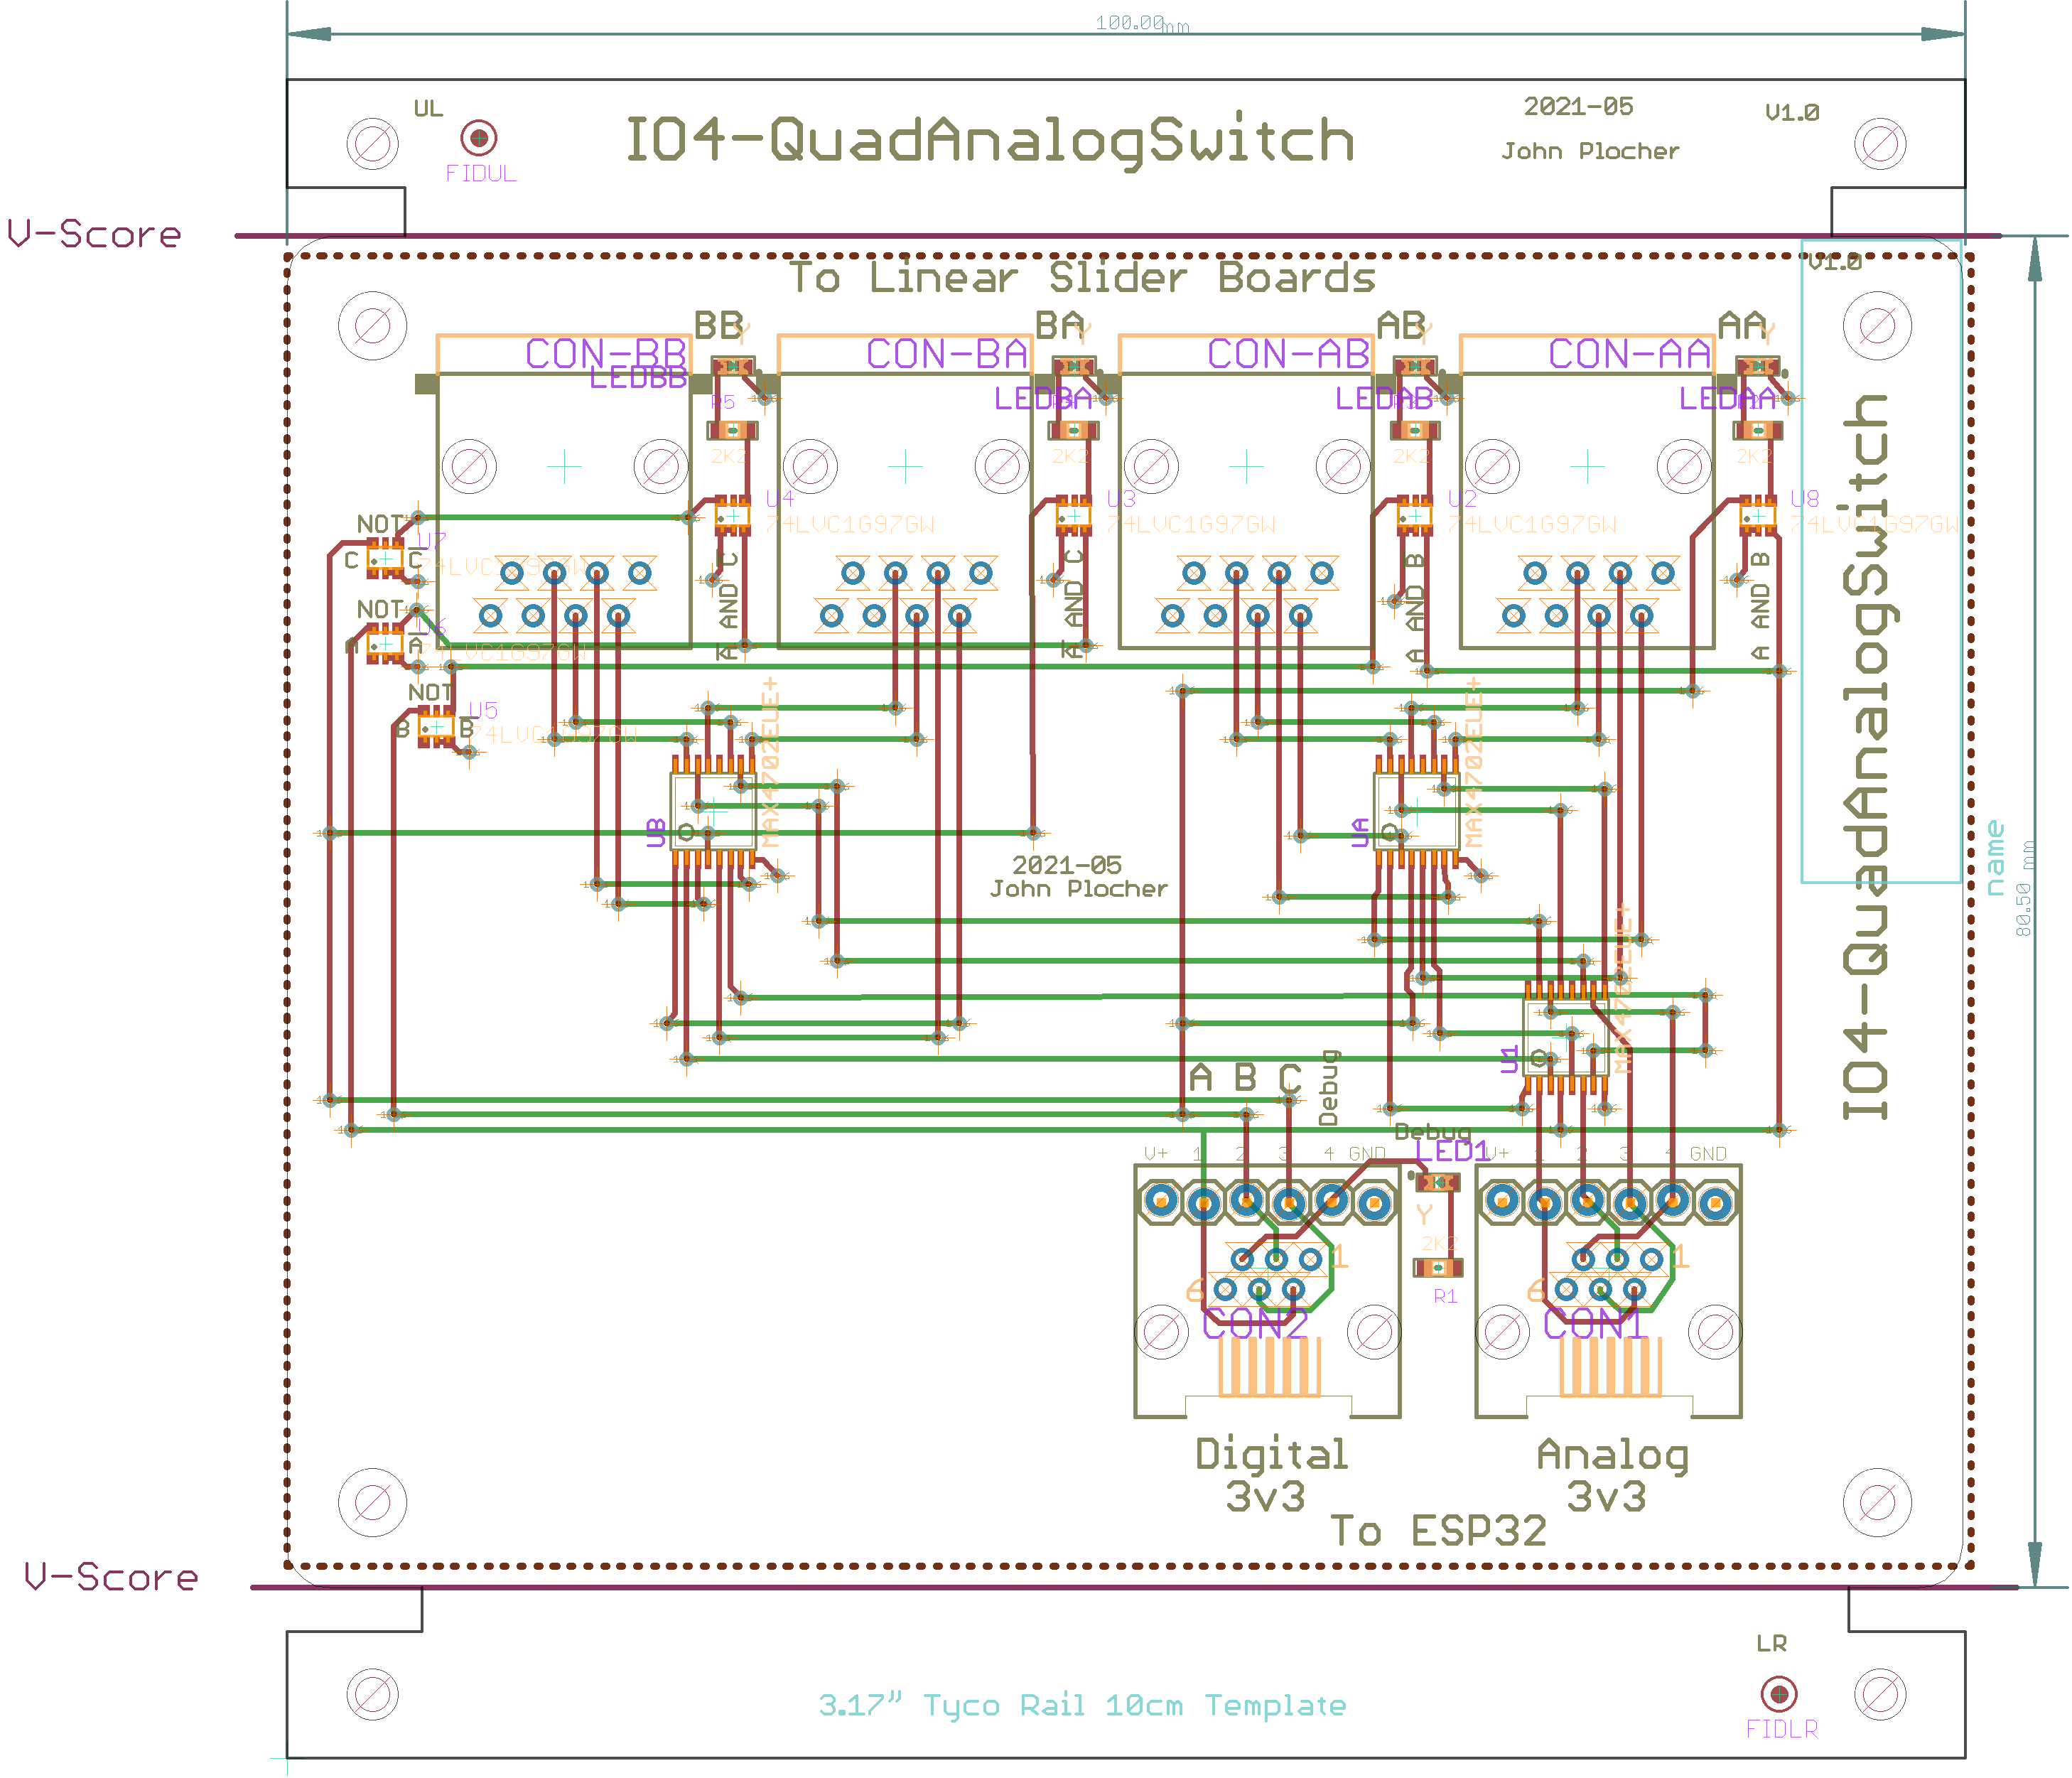 100.00mm
UL
FIDUL
IO4-QuadAnalogSwitch
2021-05
John Plocher
V1.0
V-Score
To Linear Slider Boards
V1.0
BB
Y
BA
Y
AB
Y
AA
Y
CON-BB
LEDBB
CON-BA
LEDBA
CON-AB
LEDAB
CON-AA
LEDAA
R5
2K2
2K2
2K2
2K2
U4
74LVC1G97GW
U3
74LVC1G97GW
U2
74LVC1G97GW
U8
74LVC1G97GW
NOT
U7
C
C̅
74LVC1G97GW
NOT
U6
A
A̅
74LVC1G97GW
NOT
U5
B
B̅
74LVC1G97GW
A̅ AND C
A̅ AND C
A AND B̅
A AND B
IO4-QuadAnalogSwitch
name
80.50 mm
UB
MAX4702EUE+
UA
MAX4702EUE+
2021-05
John Plocher
U1
MAX4702EUE+
A B C
Debug
Debug
LED1
V+ 1 2 3 4 GND
V+ 1 2 3 4 GND
Y
2K2
R1
1
6
CON2
1
6
CON1
Digital
3v3
Analog
3v3
To ESP32
V-Score
LR
FIDLR
3.17" Tyco Rail 10cm Template